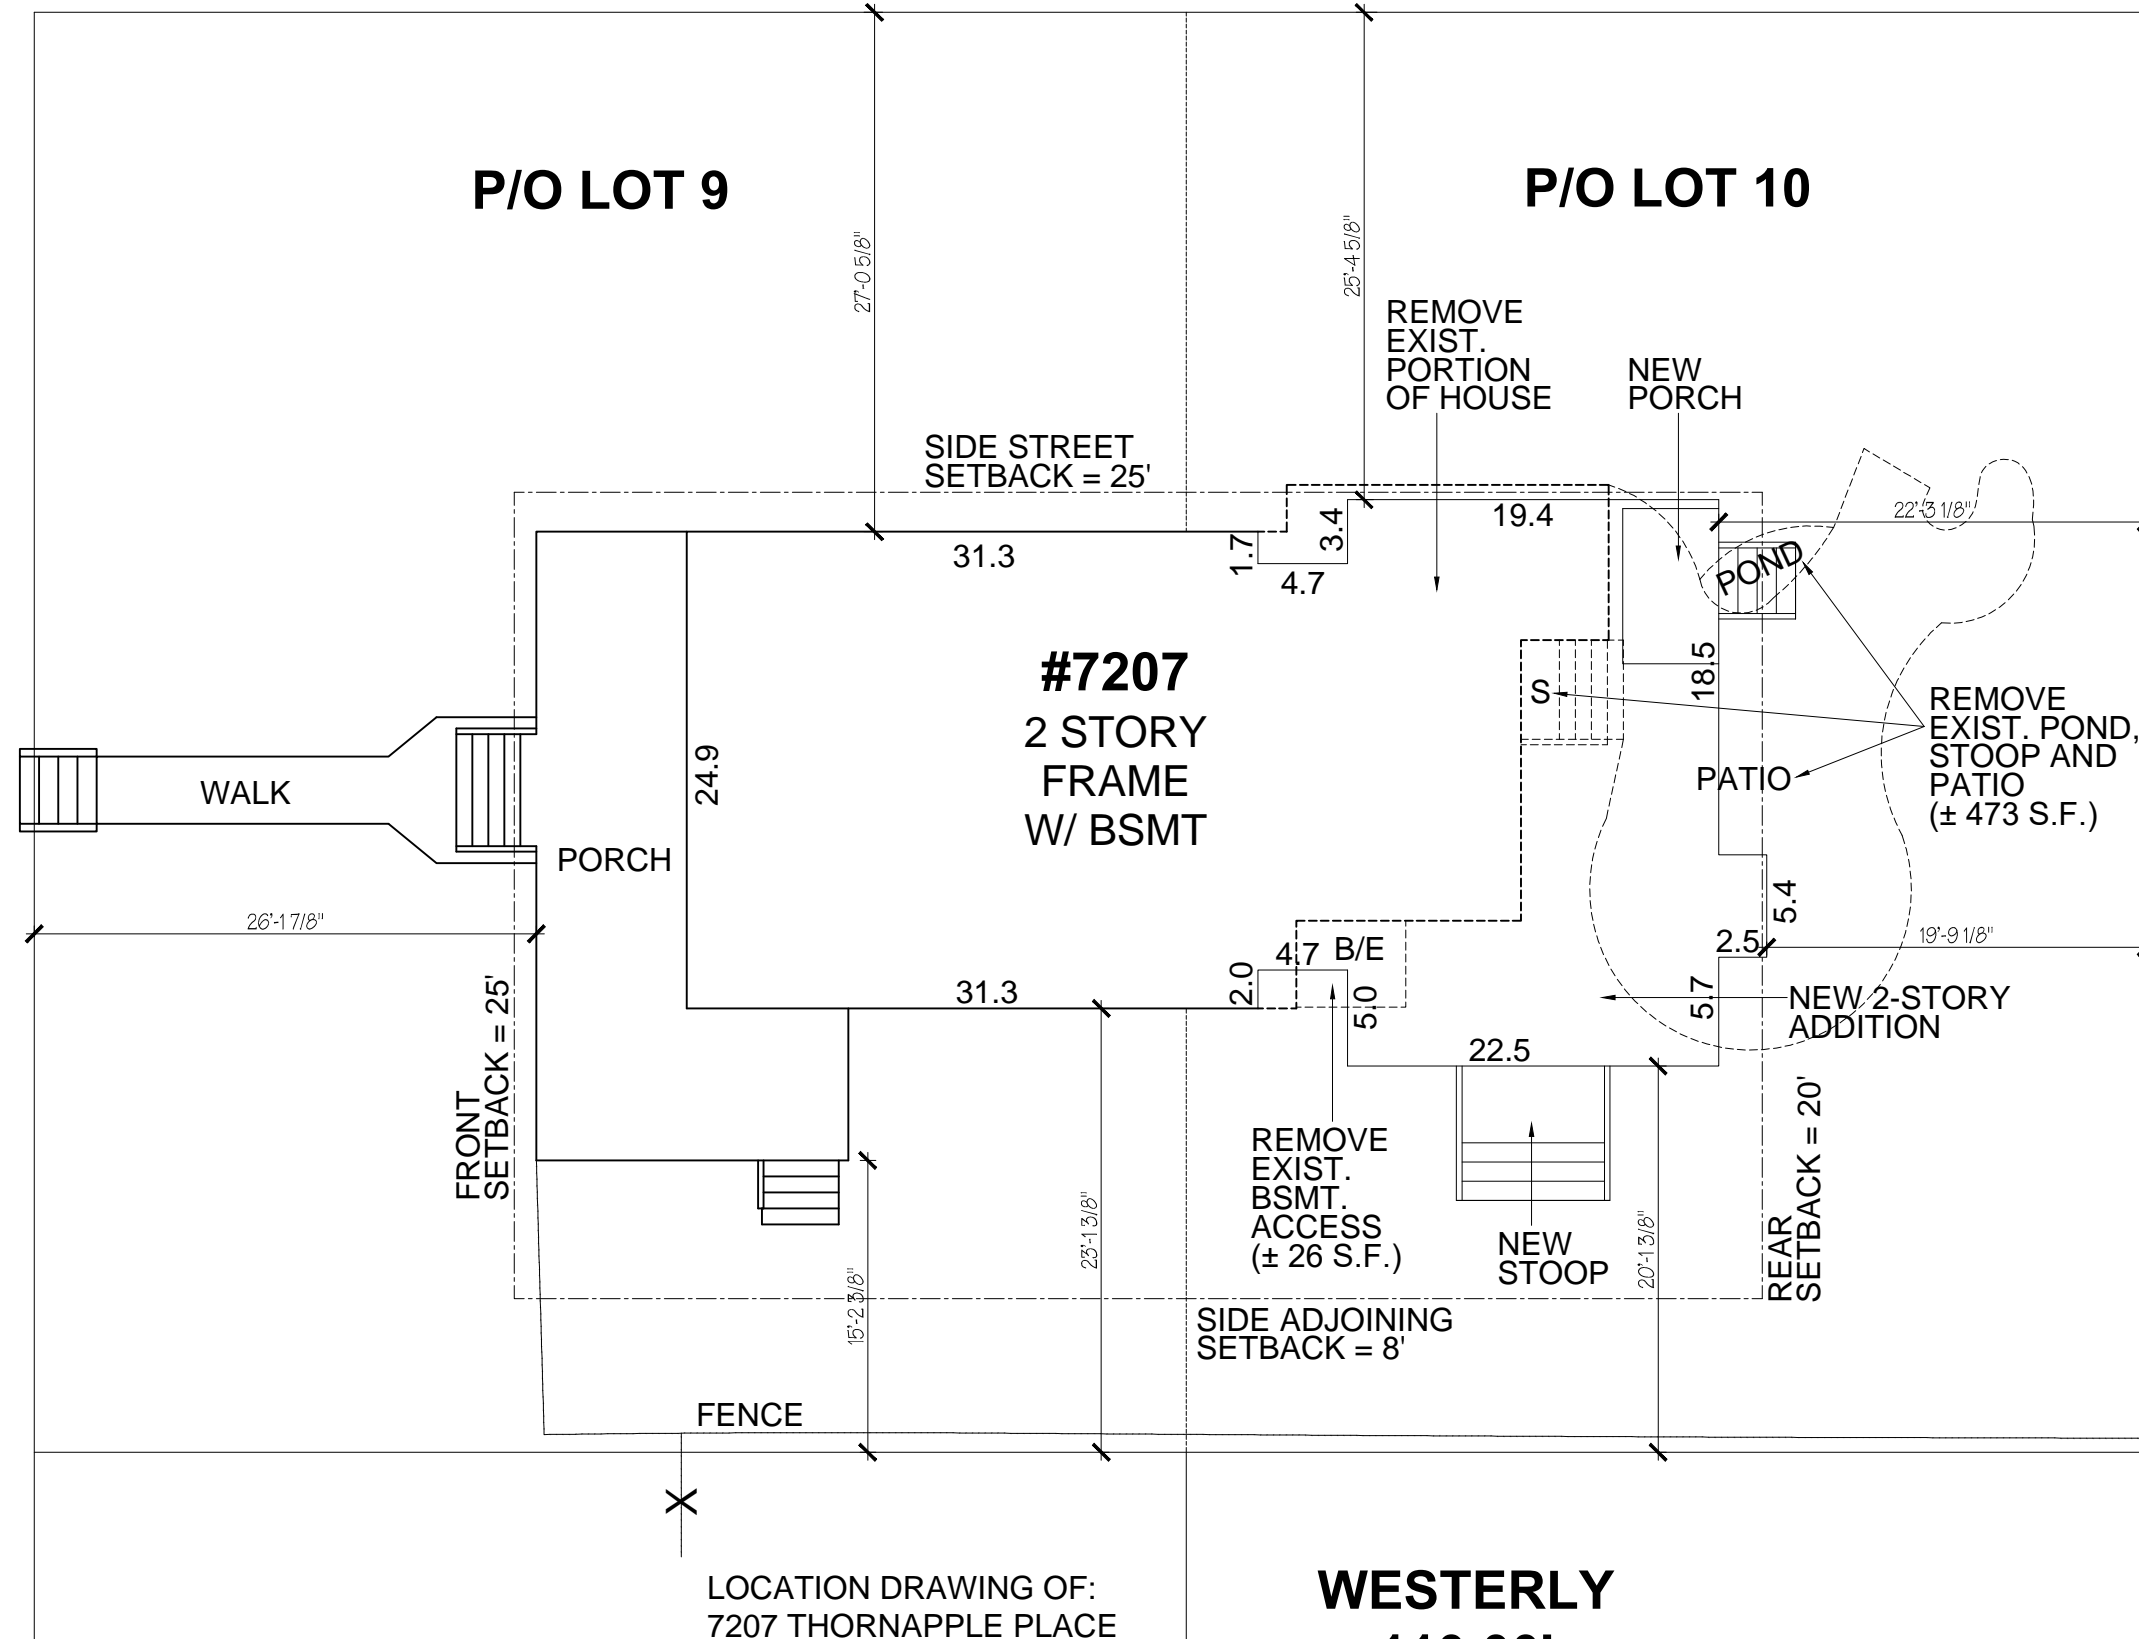 P/O LOT 9
P/O LOT 10
27'-0 5/8"
25'-4 5/8"
REMOVE
EXIST.
PORTION
OF HOUSE
NEW
PORCH
SIDE STREET
SETBACK = 25'
22'-3 1/8"
31.3
1.7
3.4
4.7
19.4
POND
#7207
2 STORY
FRAME
W/ BSMT
24.9
S
18.5
REMOVE
EXIST. POND,
STOOP AND
PATIO
(± 473 S.F.)
PATIO
WALK
PORCH
26'-1 7/8"
5.4
2.5
19'-9 1/8"
4.7
B/E
2.0
31.3
5.0
5.7
NEW 2-STORY
ADDITION
22.5
FRONT
SETBACK = 25'
REMOVE
EXIST.
BSMT.
ACCESS
(± 26 S.F.)
NEW
STOOP
REAR
SETBACK = 20'
15'-2 3/8"
23'-1 3/8"
20'-1 3/8"
SIDE ADJOINING
SETBACK = 8'
FENCE
X
LOCATION DRAWING OF:
7207 THORNAPPLE PLACE
WESTERLY